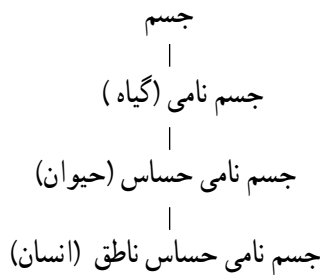 جسم
جسم نامی (گیاه )
جسم نامی حساس (حیوان)
جسم نامی حساس ناطق (انسان)